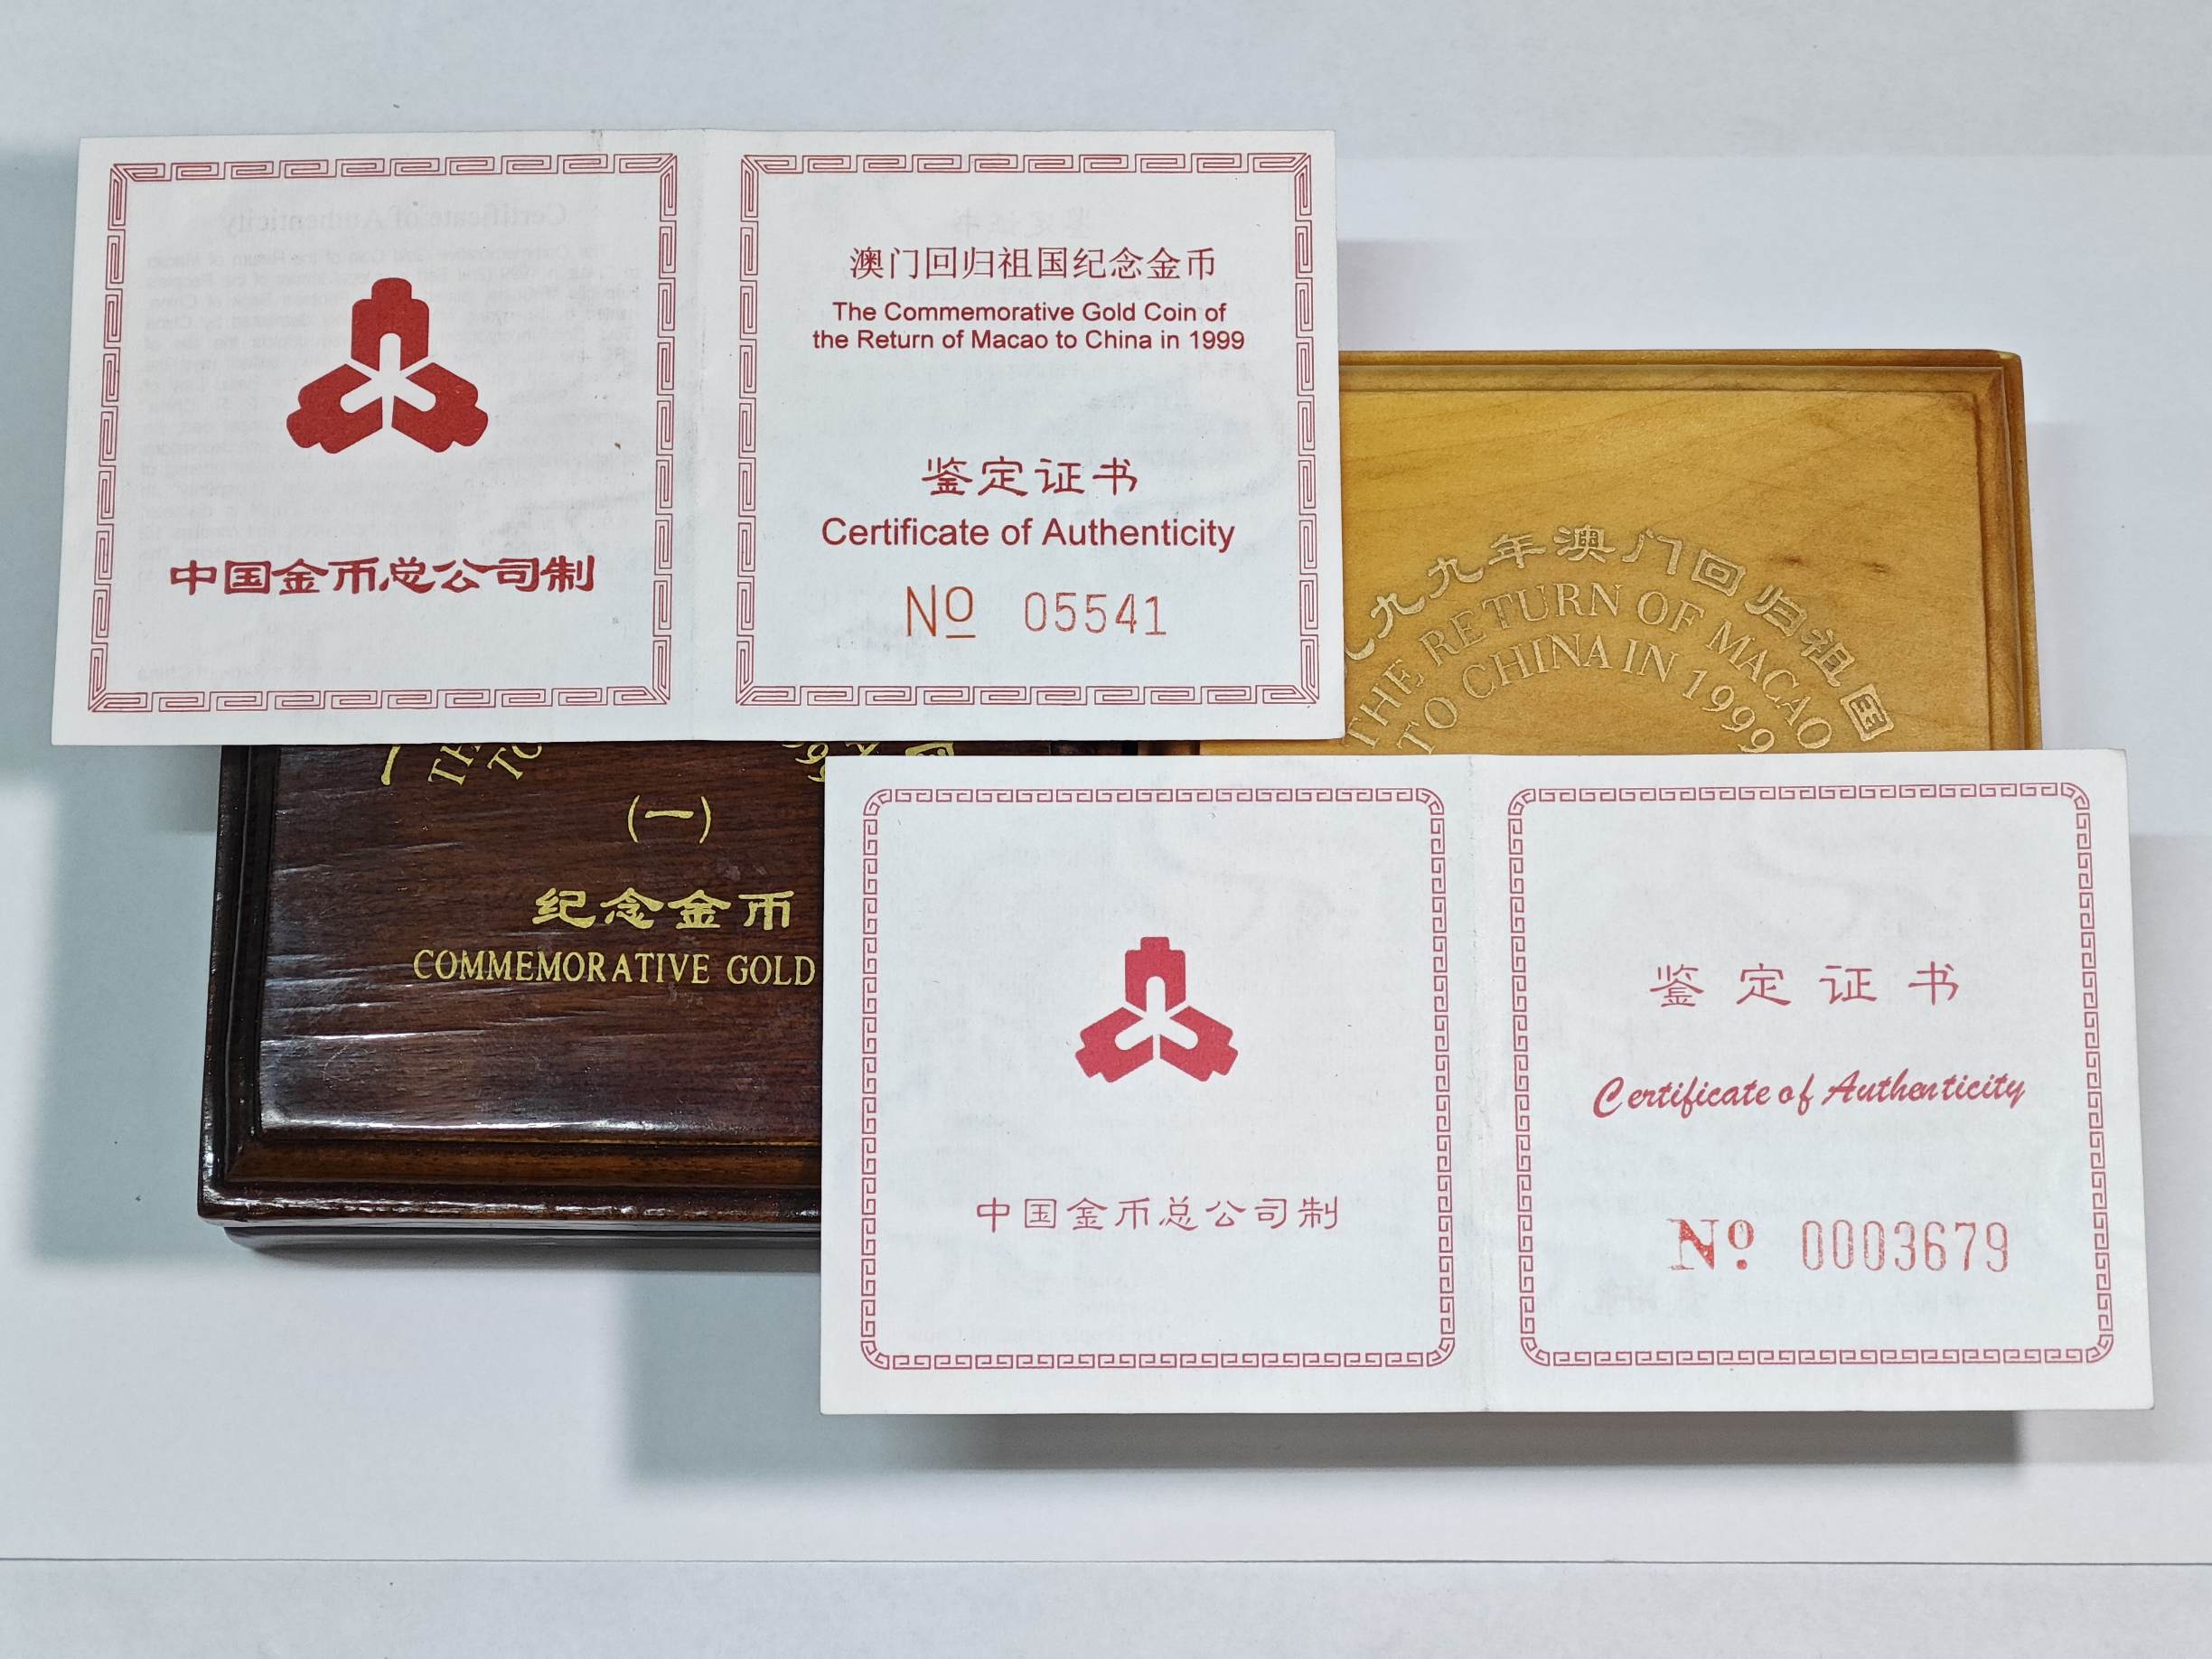 中国金币总公司制
澳门回归祖国纪念金币
The Commemorative Gold Coin of
the Return of Macao to China in 1999
鉴定证书
Certificate of Authenticity
Nº 05541
九九年澳门回归祖国
THE RETURN OF MACAO
TO CHINA IN 1999
(一)
纪念金币
COMMEMORATIVE GOLD
中国金币总公司制
鉴定证书
Certificate of Authenticity
Nº 0003679